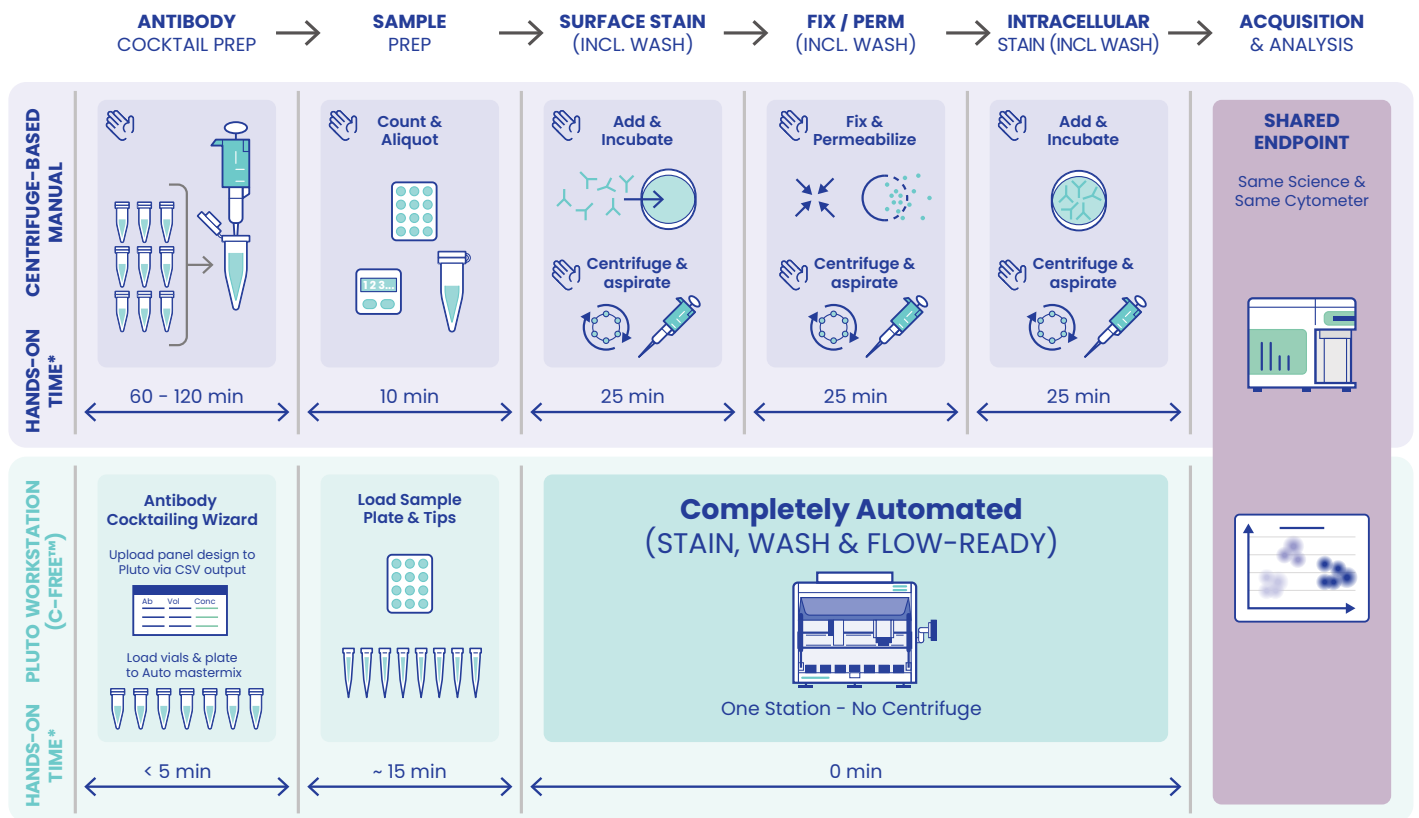 ANTIBODY
COCKTAIL PREP
SAMPLE
PREP
SURFACE STAIN
(INCL. WASH)
FIX / PERM
(INCL. WASH)
INTRACELLULAR
STAIN (INCL. WASH)
ACQUISITION
& ANALYSIS
CENTRIFUGE-BASED
MANUAL
HANDS-ON
TIME*
Count &
Aliquot
1 2 3...
Add &
Incubate
Centrifuge &
aspirate
Fix &
Permeabilize
Centrifuge &
aspirate
Add &
Incubate
Centrifuge &
aspirate
60 - 120 min
10 min
25 min
25 min
25 min
SHARED
ENDPOINT
Same Science &
Same Cytometer
PLUTO WORKSTATION
(C-FREE™)
HANDS-ON
TIME*
Antibody
Cocktailing Wizard
Upload panel design to
Pluto via CSV output
Ab Vol Conc
Load vials & plate
to Auto mastermix
Load Sample
Plate & Tips
Completely Automated
(STAIN, WASH & FLOW-READY)
One Station - No Centrifuge
< 5 min
~ 15 min
0 min